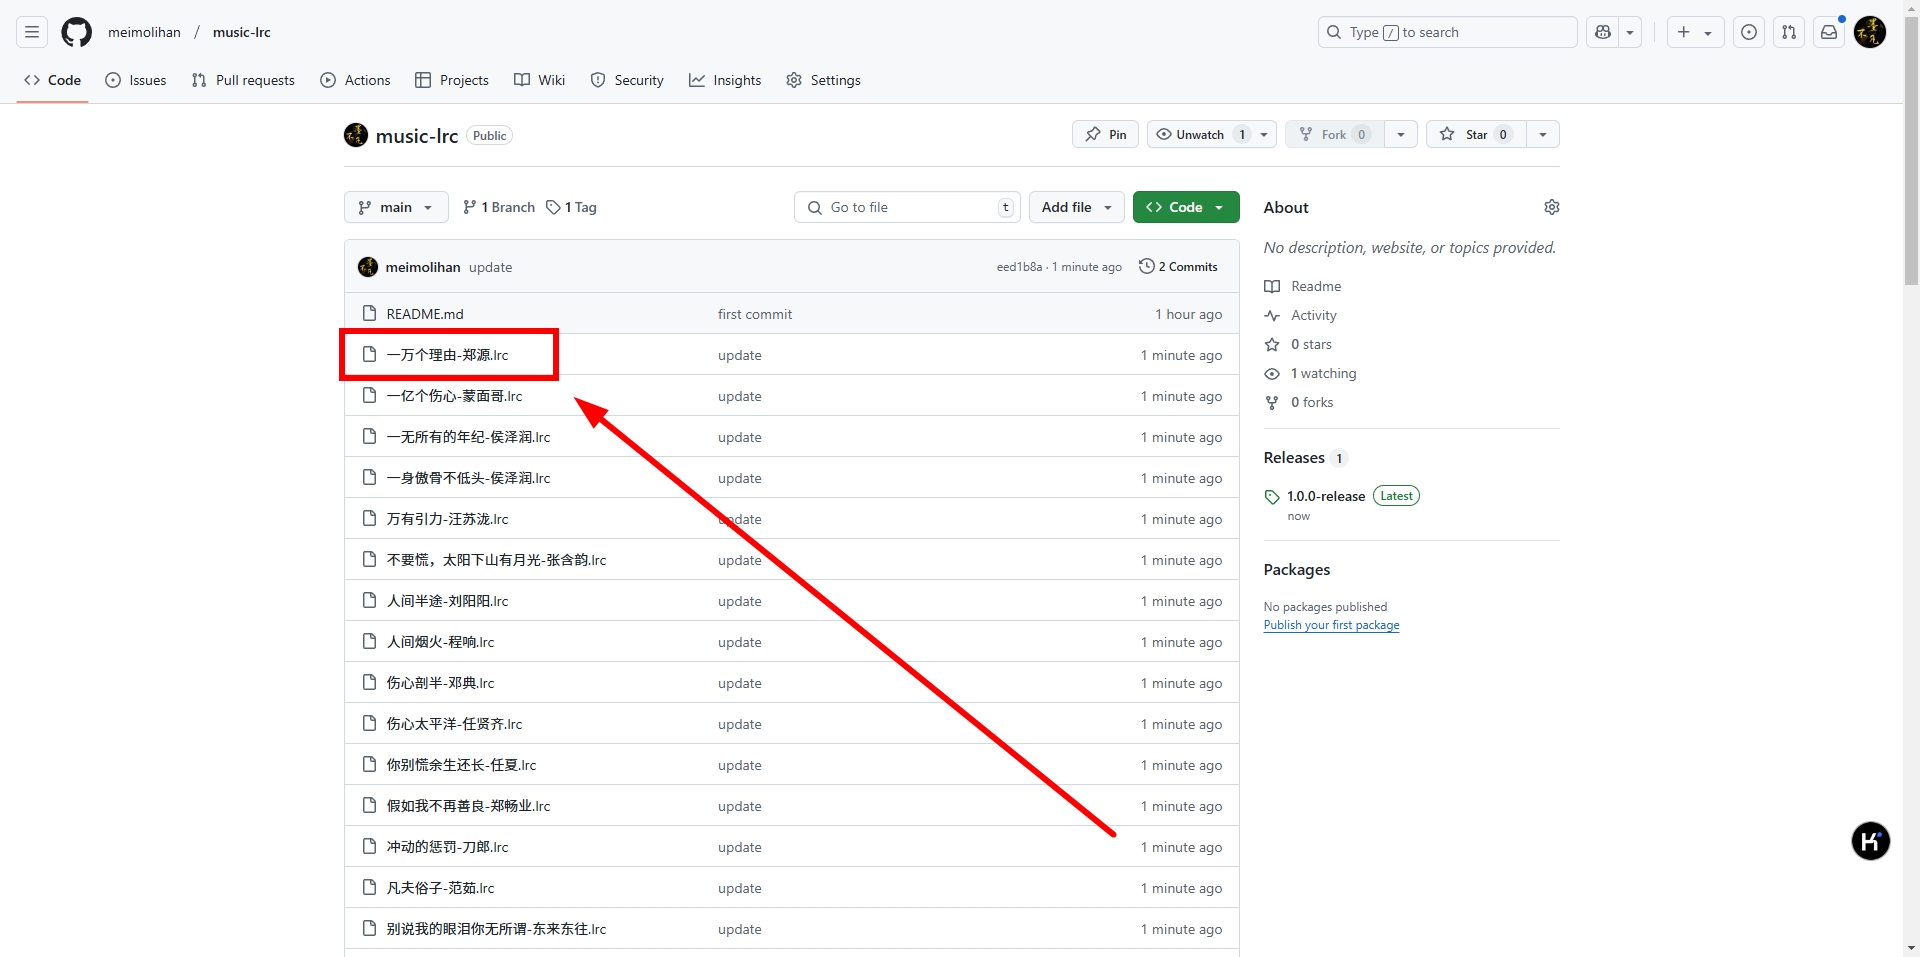 meimolihan / music-lrc
Type / to search
Code Issues Pull requests Actions Projects Wiki Security Insights Settings
music-lrc Public
Pin Unwatch 1 Fork 0 Star 0
main 1 Branch 1 Tag Go to file t Add file Code
meimolihan update eed1b8a · 1 minute ago 2 Commits
README.md first commit 1 hour ago
一万个理由-郑源.lrc update 1 minute ago
一亿个伤心-蒙面哥.lrc update 1 minute ago
一无所有的年纪-侯泽润.lrc update 1 minute ago
一身傲骨不低头-侯泽润.lrc update 1 minute ago
万有引力-汪苏泷.lrc update 1 minute ago
不要慌，太阳下山有月光-张含韵.lrc update 1 minute ago
人间半途-刘阳阳.lrc update 1 minute ago
人间烟火-程响.lrc update 1 minute ago
伤心剖半-邓典.lrc update 1 minute ago
伤心太平洋-任贤齐.lrc update 1 minute ago
你别慌余生还长-任夏.lrc update 1 minute ago
假如我不再善良-郑畅业.lrc update 1 minute ago
冲动的惩罚-刀郎.lrc update 1 minute ago
凡夫俗子-范茹.lrc update 1 minute ago
别说我的眼泪你无所谓-东来东往.lrc update 1 minute ago
About
No description, website, or topics provided.
Readme
Activity
0 stars
1 watching
0 forks
Releases 1
1.0.0-release Latest
now
Packages
No packages published
Publish your first package
K